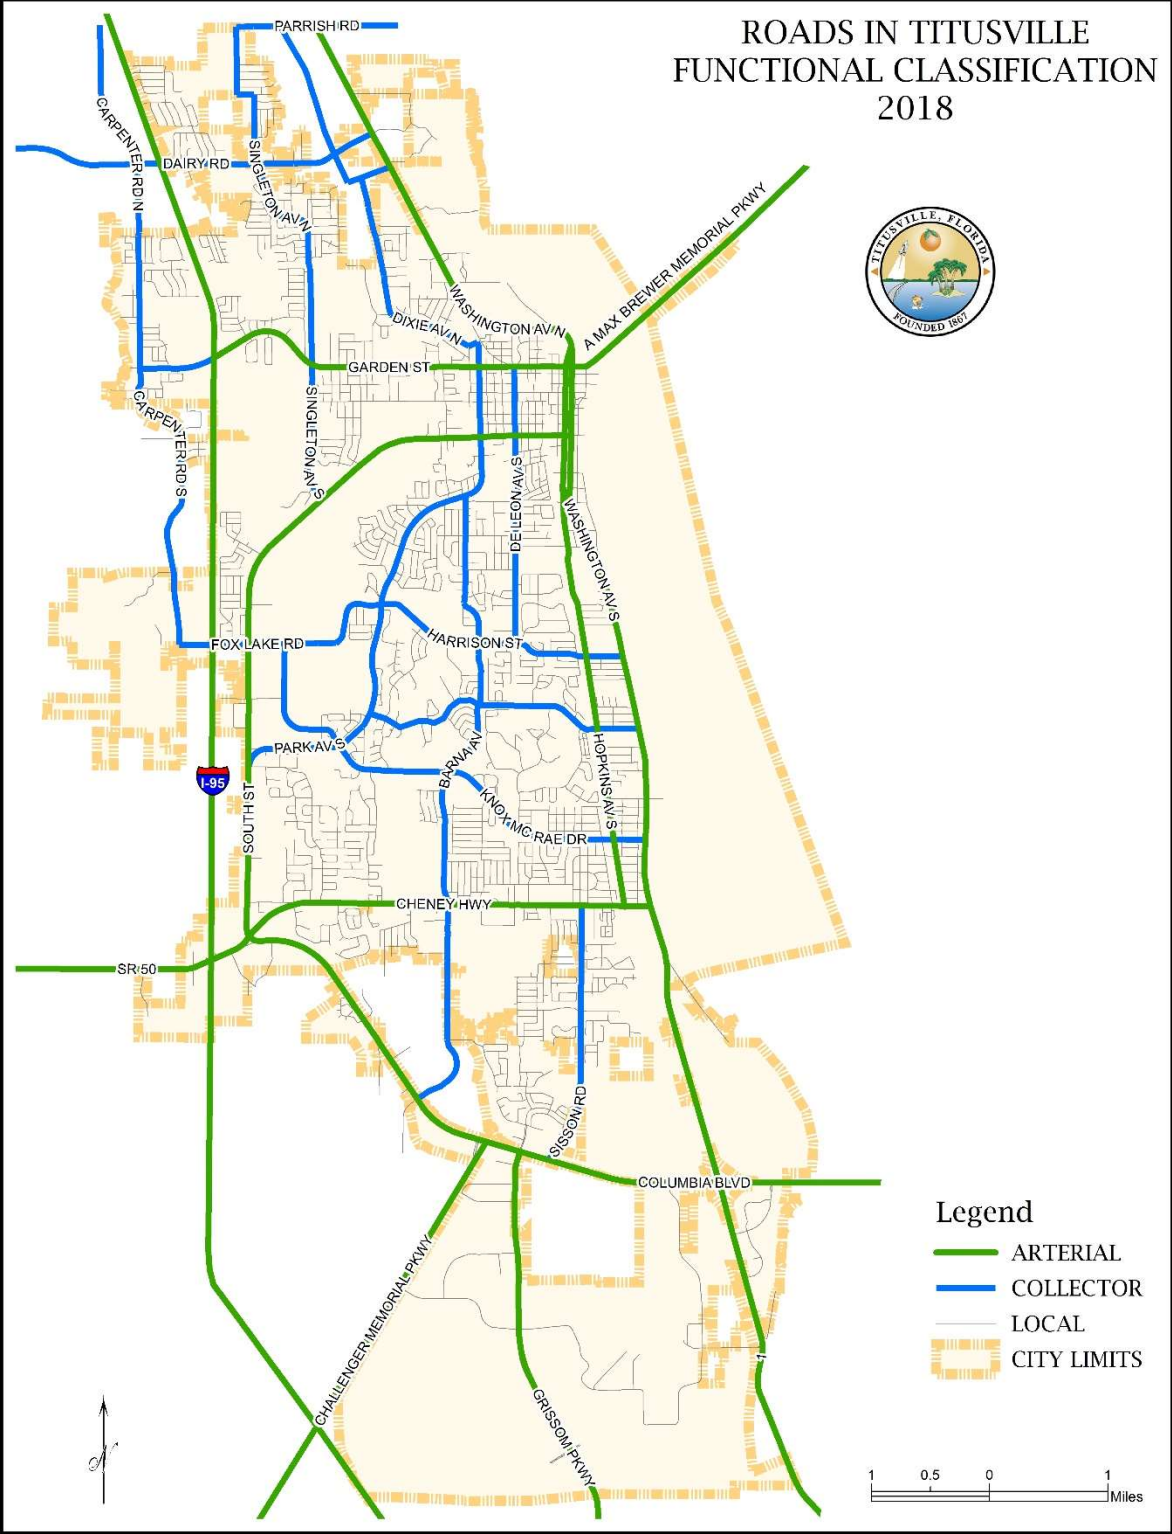 ROADS IN TITUSVILLE
FUNCTIONAL CLASSIFICATION
2018
PARRISH RD
CARPENTER RD N
DAIRY RD
SINGLETON AV N
A MAX BREWER MEMORIAL PKWY
TITUSVILLE, FLORIDA
FOUNDED 1867
WASHINGTON AV N
DIXIE AV N
GARDEN ST
CARPENTER RD S
SINGLETON AV S
DE LEON AV S
WASHINGTON AV S
FOX LAKE RD
HARRISON ST
PARK AV S
BARNA AV
HOPKINS AV S
I-95
SOUTH ST
KNOX MC RAE DR
CHENEY HWY
SR 50
SISSON RD
COLUMBIA BLVD
CHALLENGER MEMORIAL PKWY
GRISSOM PKWY
1
Legend
ARTERIAL
COLLECTOR
LOCAL
CITY LIMITS
N
1 0.5 0 1
Miles